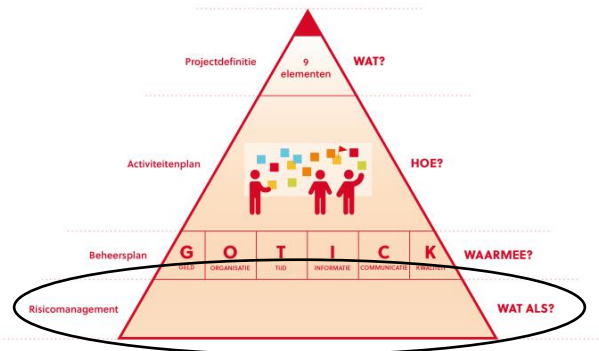 Projectdefinitie 9 elementen WAT?
Activiteitenplan HOE?
G O T I C K
Beheersplan WAARMEE?
GELD ORGANISATIE TIJD INFORMATIE COMMUNICATIE KWALITEIT
Risicomanagement WAT ALS?